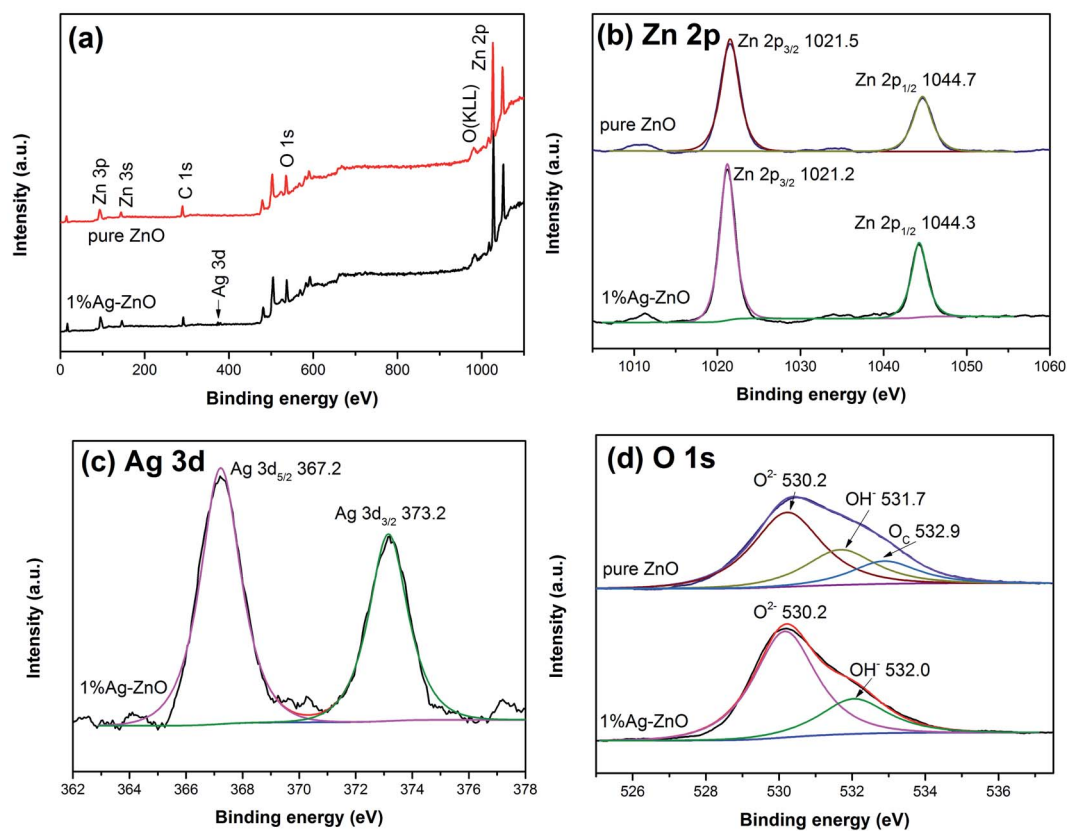 (a)
Intensity (a.u.)
Zn 3p
Zn 3s
C 1s
O 1s
O(KLL)
Zn 2p
pure ZnO
Ag 3d
1%Ag-ZnO
0 200 400 600 800 1000
Binding energy (eV)
(b) Zn 2p
Intensity (a.u.)
Zn 2p3/2 1021.5
Zn 2p1/2 1044.7
pure ZnO
Zn 2p3/2 1021.2
Zn 2p1/2 1044.3
1%Ag-ZnO
1010 1020 1030 1040 1050 1060
Binding energy (eV)
(c) Ag 3d
Intensity (a.u.)
Ag 3d5/2 367.2
Ag 3d3/2 373.2
1%Ag-ZnO
362 364 366 368 370 372 374 376 378
Binding energy (eV)
(d) O 1s
Intensity (a.u.)
O2- 530.2
OH- 531.7
OC 532.9
pure ZnO
O2- 530.2
OH- 532.0
1%Ag-ZnO
526 528 530 532 534 536
Binding energy (eV)